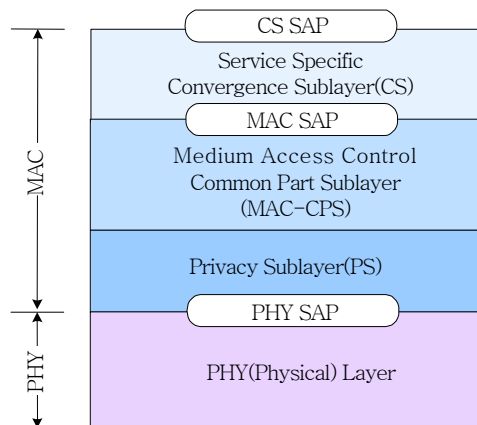 CS SAP
Service Specific
Convergence Sublayer(CS)
MAC SAP
Medium Access Control
Common Part Sublayer
(MAC-CPS)
Privacy Sublayer(PS)
PHY SAP
PHY(Physical) Layer
MAC
PHY